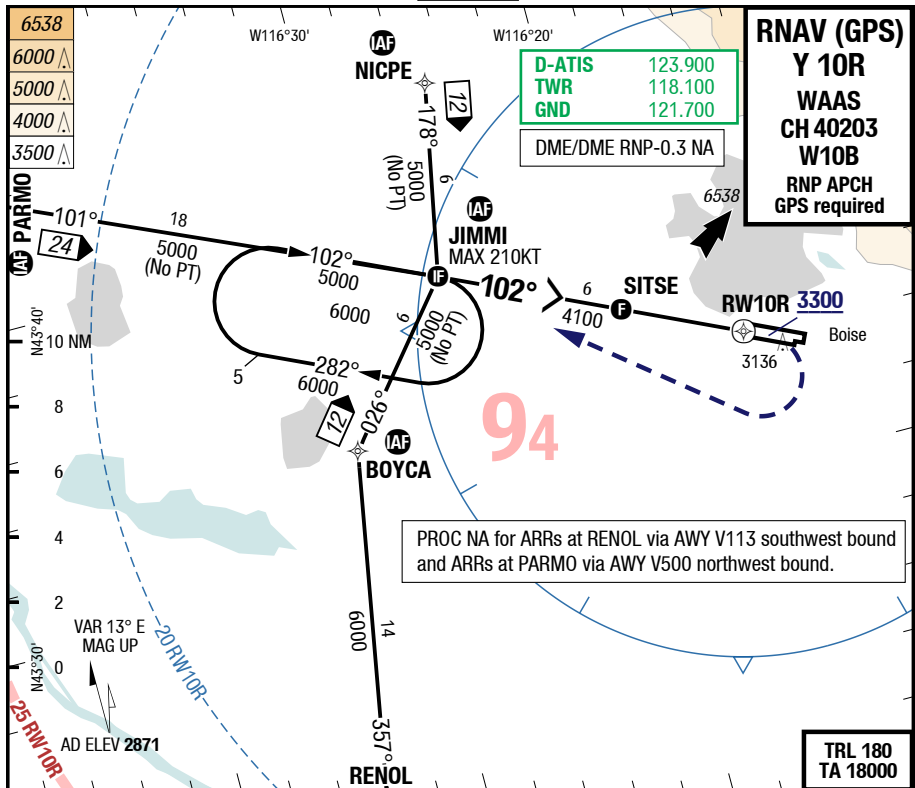 6538
6000
5000
4000
3500
W116°30'
W116°20'
IAF
NICPE
12
178°
6
5000
(No PT)
D-ATIS 123.900
TWR 118.100
GND 121.700
DME/DME RNP-0.3 NA
RNAV (GPS)
Y 10R
WAAS
CH 40203
W10B
RNP APCH
GPS required
6538
IAF PARMO
101°
24
18
5000
(No PT)
102°
5000
IAF
JIMMI
MAX 210KT
IF
102°
6
4100
F
SITSE
RW10R
3300
3136
Boise
6000
5
282°
6000
6
5000
(No PT)
026°
12
IAF
BOYCA
94
N43°40'
10 NM
8
6
4
2
0
N43°30'
PROC NA for ARRs at RENOL via AWY V113 southwest bound
and ARRs at PARMO via AWY V500 northwest bound.
14
6000
357°
RENOL
VAR 13° E
MAG UP
20 RW10R
25 RW10R
AD ELEV 2871
TRL 180
TA 18000